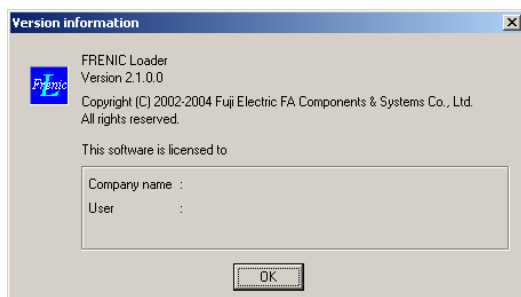 Version information
FRENIC Loader
Version 2.1.0.0
Frenic
L
Copyright (C) 2002-2004 Fuji Electric FA Components & Systems Co., Ltd.
All rights reserved.
This software is licensed to
Company name :
User :
OK